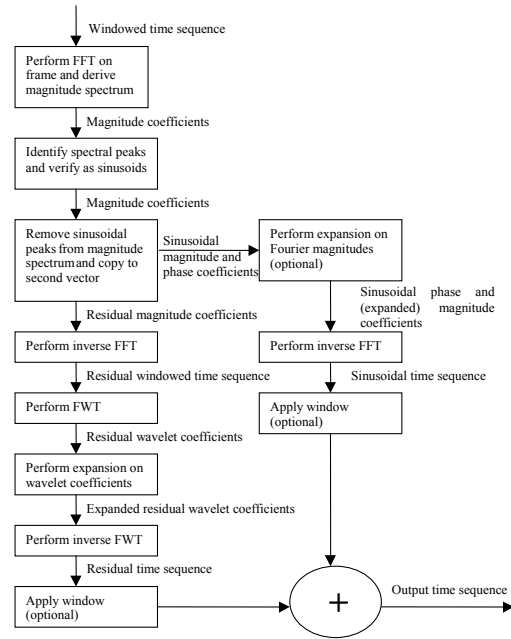 Windowed time sequence
Perform FFT on
frame and derive
magnitude spectrum
Magnitude coefficients
Identify spectral peaks
and verify as sinusoids
Magnitude coefficients
Remove sinusoidal
peaks from magnitude
spectrum and copy to
second vector
Sinusoidal
magnitude and
phase coefficients
Perform expansion on
Fourier magnitudes
(optional)
Residual magnitude coefficients
Sinusoidal phase and
(expanded) magnitude
coefficients
Perform inverse FFT
Perform inverse FFT
Residual windowed time sequence
Sinusoidal time sequence
Perform FWT
Apply window
(optional)
Residual wavelet coefficients
Perform expansion on
wavelet coefficients
Expanded residual wavelet coefficients
Perform inverse FWT
Residual time sequence
Apply window
(optional)
+
Output time sequence